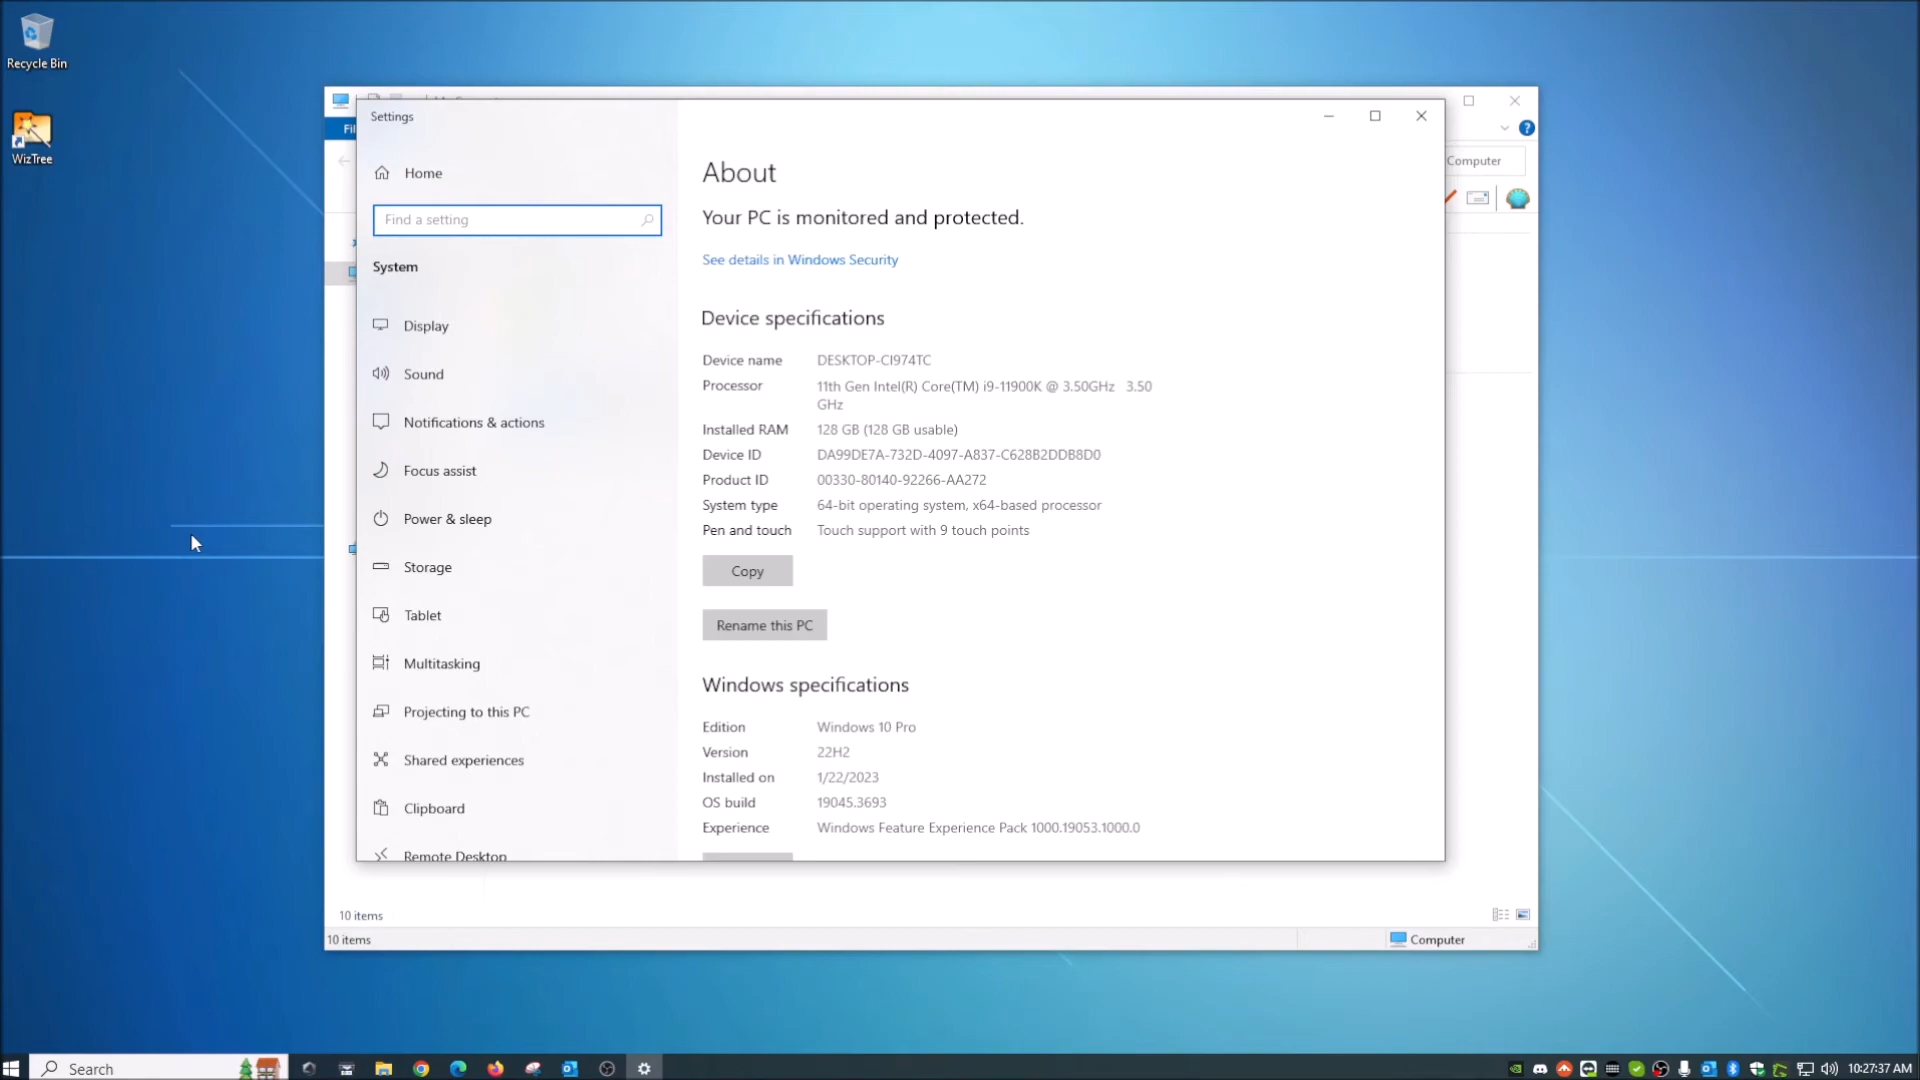 Recycle Bin
WizTree
Settings
Home
Find a setting
System
Display
Sound
Notifications & actions
Focus assist
Power & sleep
Storage
Tablet
Multitasking
Projecting to this PC
Shared experiences
Clipboard
Remote Desktop
About
Your PC is monitored and protected.
See details in Windows Security
Device specifications
Device name DESKTOP-CI974TC
Processor 11th Gen Intel(R) Core(TM) i9-11900K @ 3.50GHz 3.50
GHz
Installed RAM 128 GB (128 GB usable)
Device ID DA99DE7A-732D-4097-A837-C628B2DDB8D0
Product ID 00330-80140-92266-AA272
System type 64-bit operating system, x64-based processor
Pen and touch Touch support with 9 touch points
Copy
Rename this PC
Windows specifications
Edition Windows 10 Pro
Version 22H2
Installed on 1/22/2023
OS build 19045.3693
Experience Windows Feature Experience Pack 1000.19053.1000.0
Computer
10 items
10 items
Computer
Search
10:27:37 AM